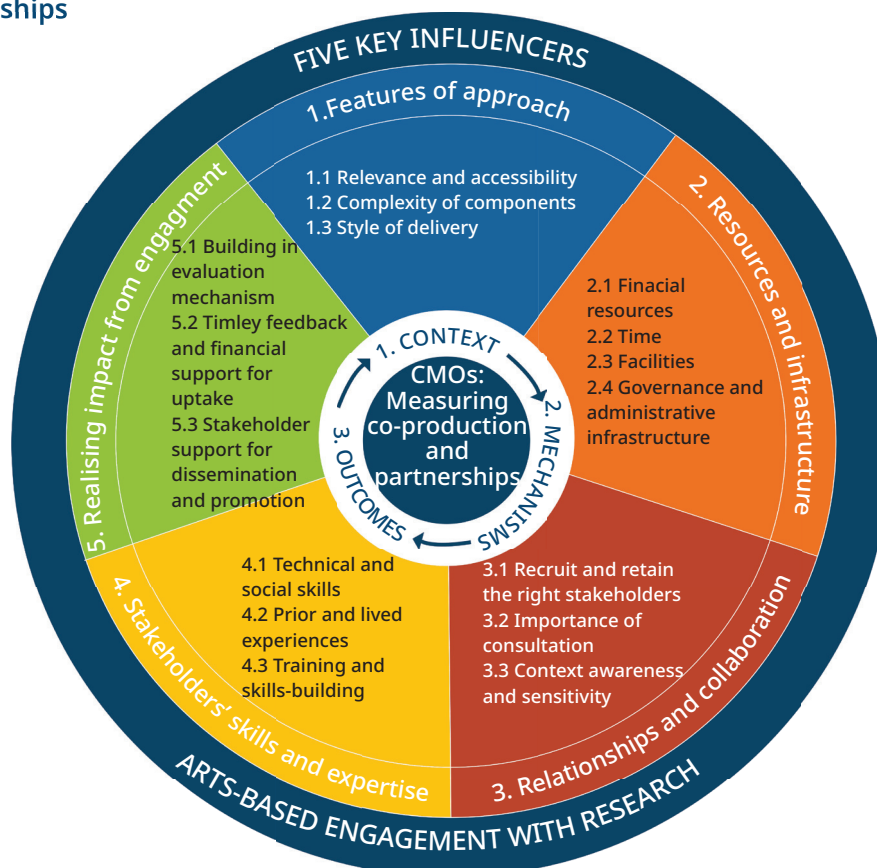 ships
FIVE KEY INFLUENCERS
1.Features of approach
1.1 Relevance and accessibility
1.2 Complexity of components
1.3 Style of delivery
2. Resources and infrastructure
2.1 Finacial
resources
2.2 Time
2.3 Facilities
2.4 Governance and
administrative
infrastructure
3.1 Recruit and retain
the right stakeholders
3.2 Importance of
consultation
3.3 Context awareness
and sensitivity
3. Relationships and collaboration
4.1 Technical and
social skills
4.2 Prior and lived
experiences
4.3 Training and
skills-building
4. Stakeholders’ skills and expertise
5. Realising impact from engagment
5.1 Building in
evaluation
mechanism
5.2 Timley feedback
and financial
support for
uptake
5.3 Stakeholder
support for
dissemination
and promotion
1. CONTEXT
2. MECHANISMS
3. OUTCOMES
CMOs:
Measuring
co-production
and
partnerships
ARTS-BASED ENGAGEMENT WITH RESEARCH